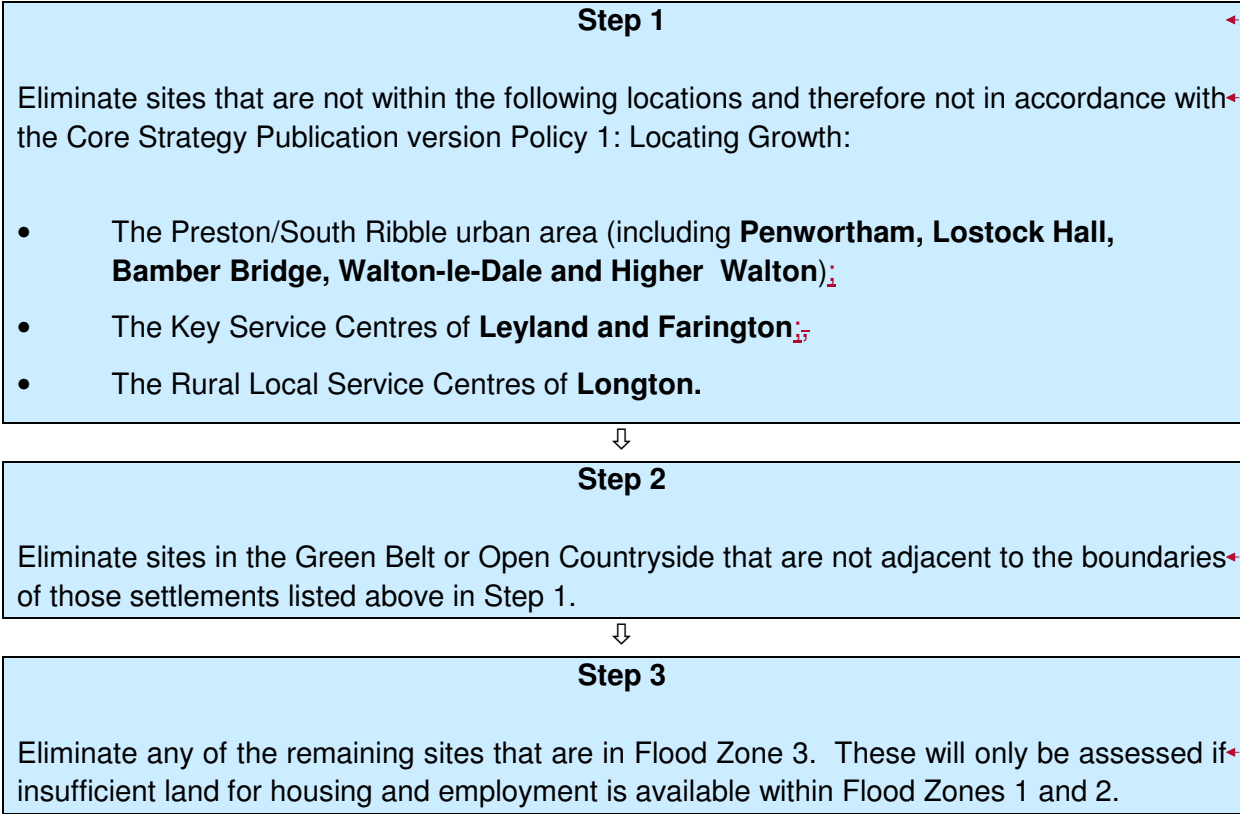 Step 1
Eliminate sites that are not within the following locations and therefore not in accordance with
the Core Strategy Publication version Policy 1: Locating Growth:
• The Preston/South Ribble urban area (including Penwortham, Lostock Hall,
Bamber Bridge, Walton-le-Dale and Higher Walton);
• The Key Service Centres of Leyland and Farington;,
• The Rural Local Service Centres of Longton.
⇩
Step 2
Eliminate sites in the Green Belt or Open Countryside that are not adjacent to the boundaries
of those settlements listed above in Step 1.
⇩
Step 3
Eliminate any of the remaining sites that are in Flood Zone 3. These will only be assessed if
insufficient land for housing and employment is available within Flood Zones 1 and 2.